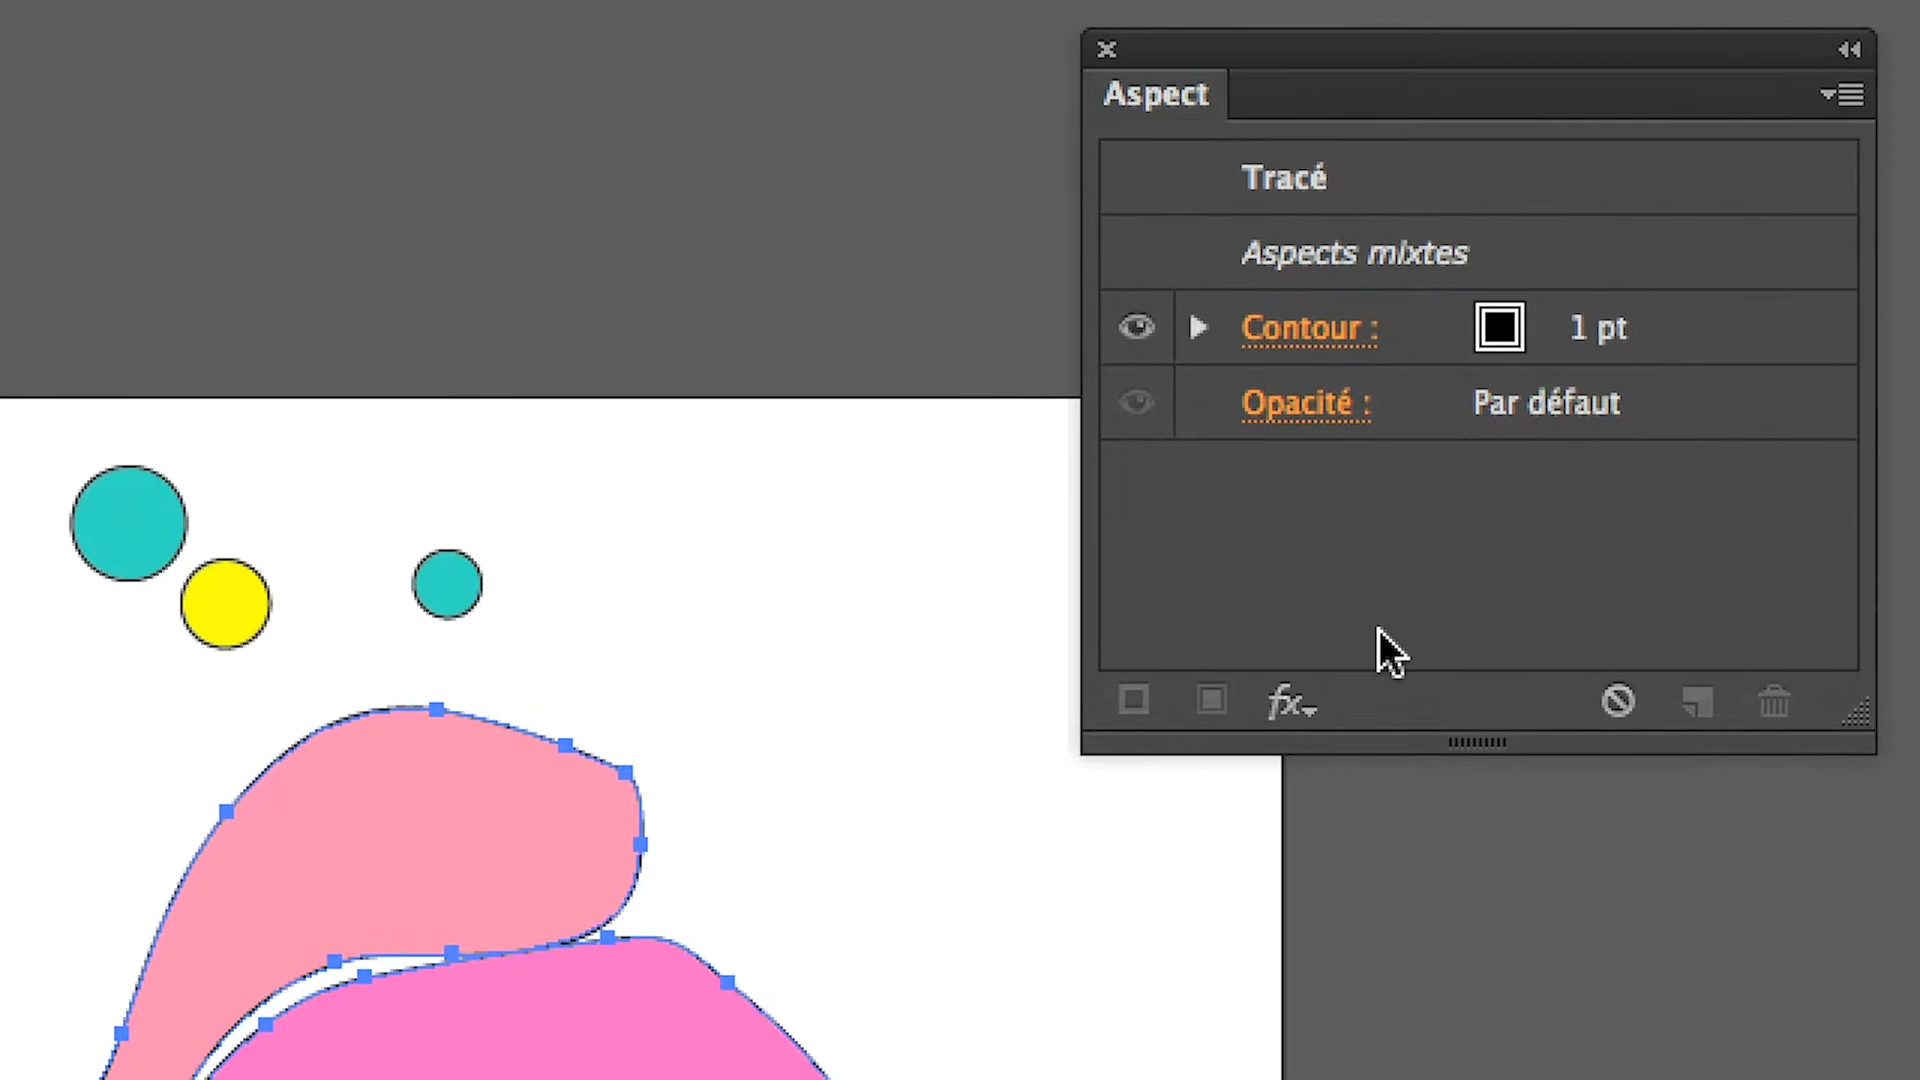 Aspect
Tracé
Aspects mixtes
Contour : 1 pt
Opacité : Par défaut
fx